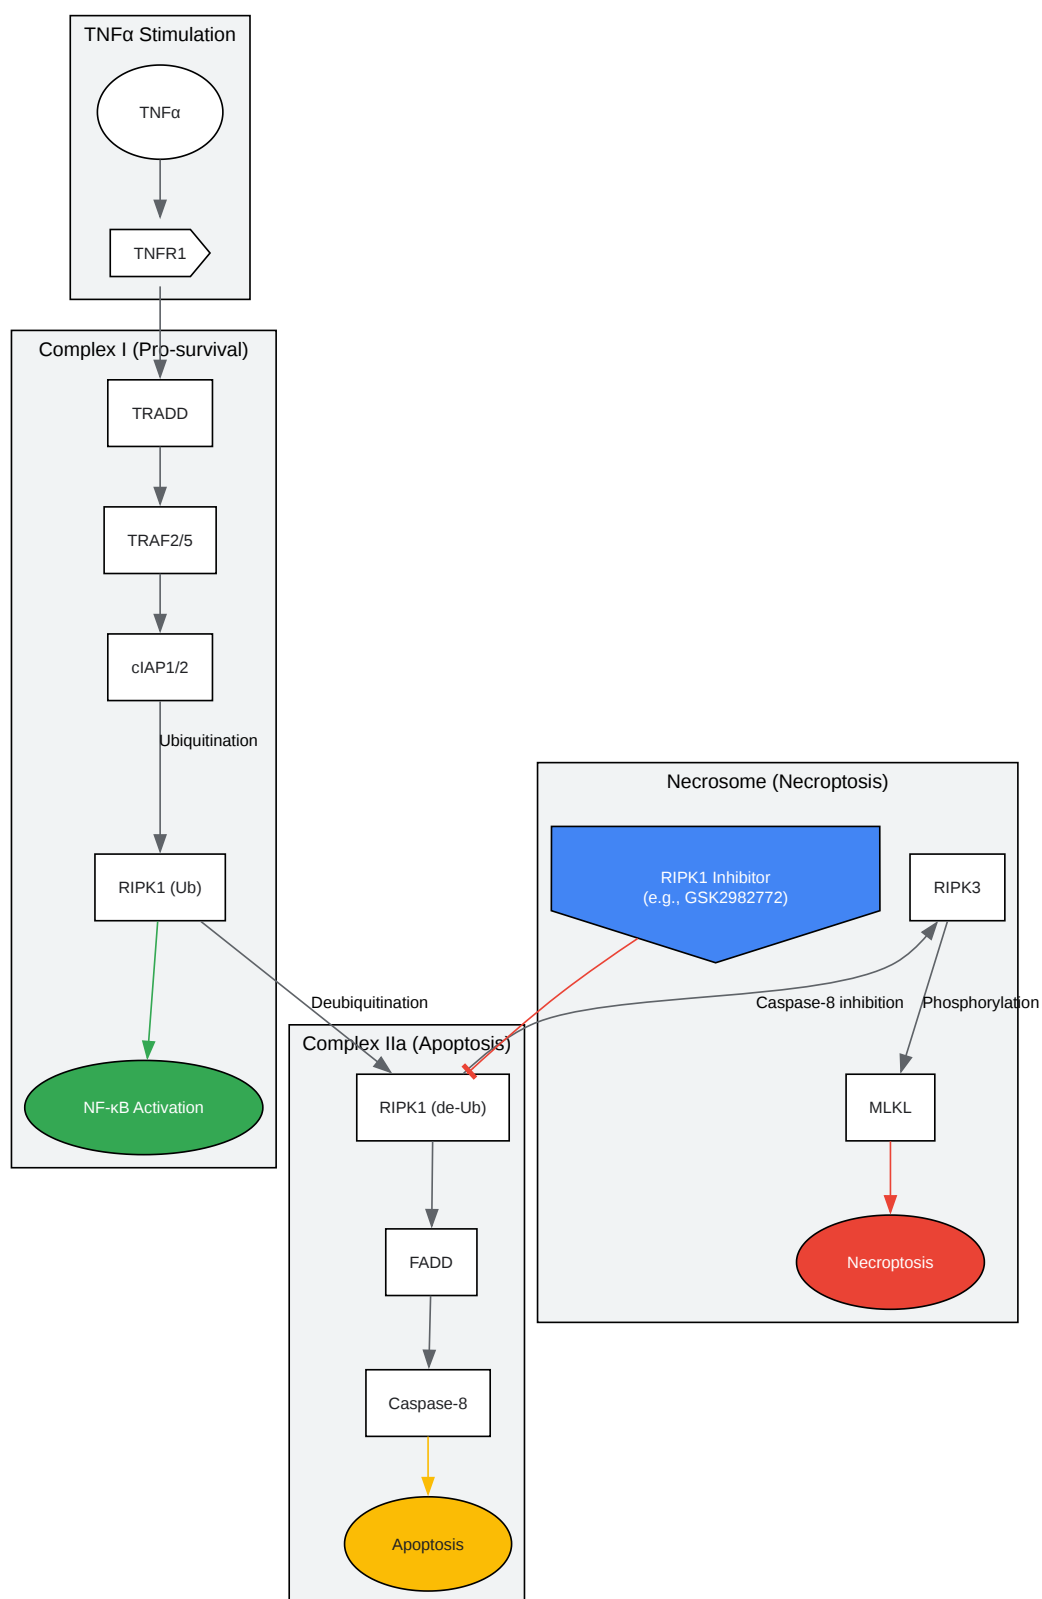 TNFα Stimulation
TNFα
TNFR1
Complex I (Pro-survival)
TRADD
TRAF2/5
cIAP1/2
Ubiquitination
RIPK1 (Ub)
NF-κB Activation
Deubiquitination
Complex IIa (Apoptosis)
RIPK1 (de-Ub)
FADD
Caspase-8
Apoptosis
Necrosome (Necroptosis)
RIPK1 Inhibitor
(e.g., GSK2982772)
RIPK3
Caspase-8 inhibition
Phosphorylation
MLKL
Necroptosis